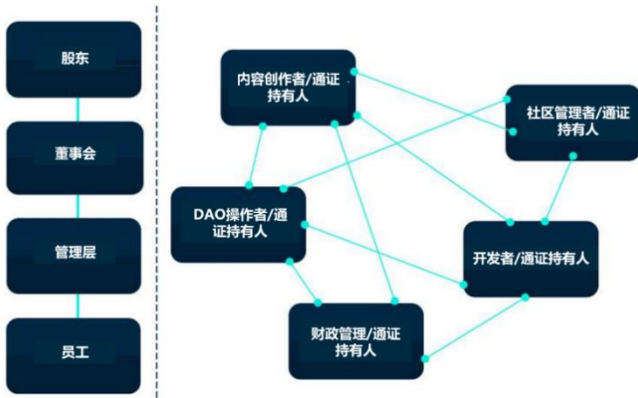 股东
董事会
管理层
员工
内容创作者/通证
持有人
社区管理者/通证
持有人
DAO操作者/通
证持有人
开发者/通证持有人
财政管理/通证
持有人